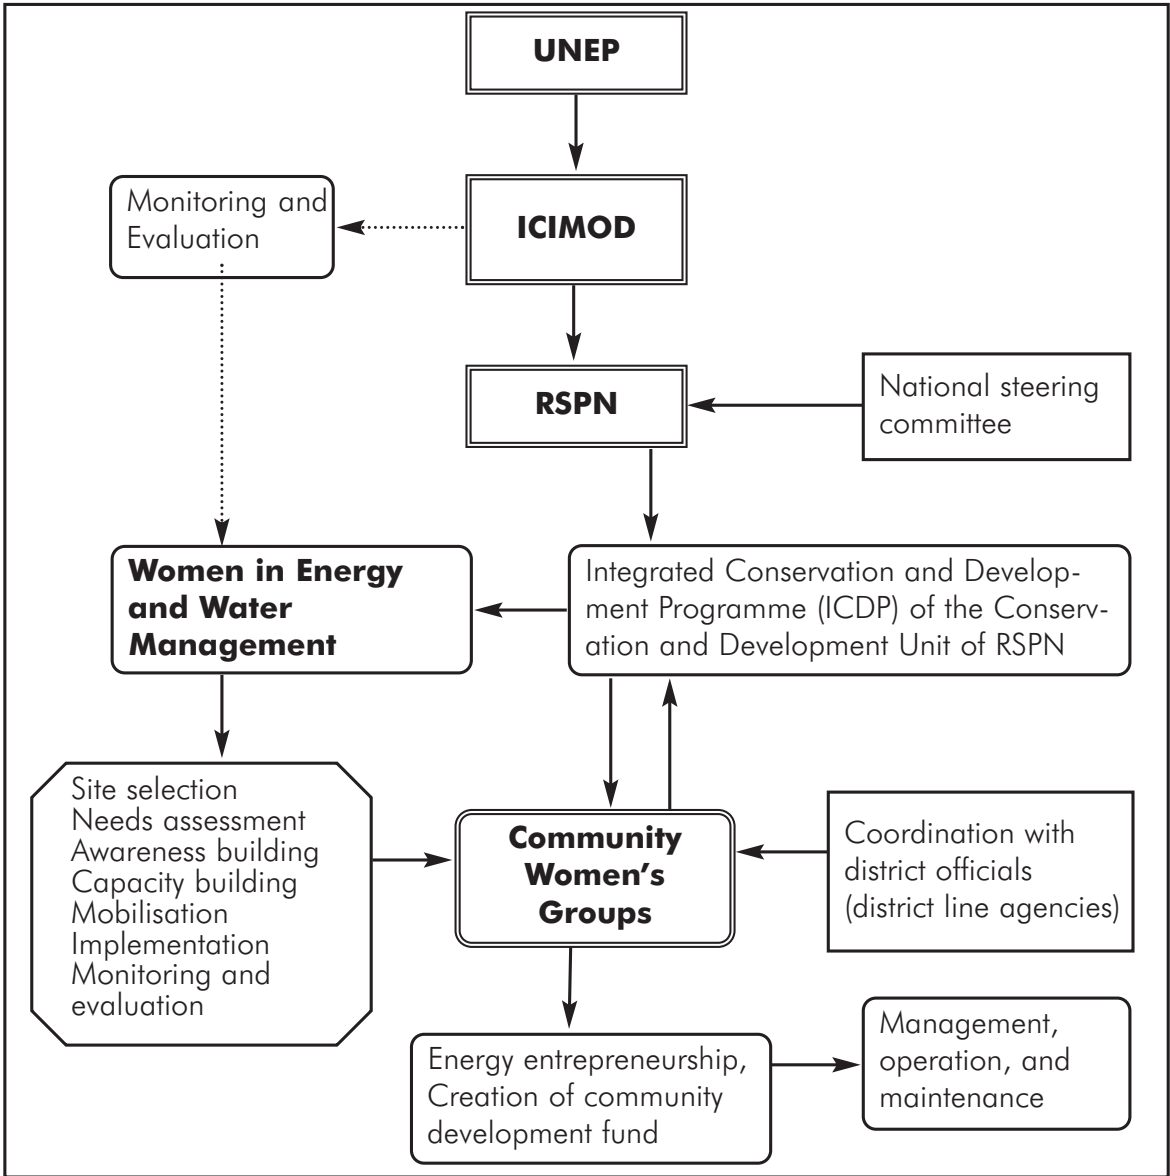 UNEP
Monitoring and
Evaluation
ICIMOD
RSPN
National steering
committee
Women in Energy
and Water
Management
Integrated Conservation and Develop-
ment Programme (ICDP) of the Conserv-
ation and Development Unit of RSPN
Site selection
Needs assessment
Awareness building
Capacity building
Mobilisation
Implementation
Monitoring and
evaluation
Community
Women’s
Groups
Coordination with
district officials
(district line agencies)
Energy entrepreneurship,
Creation of community
development fund
Management,
operation, and
maintenance